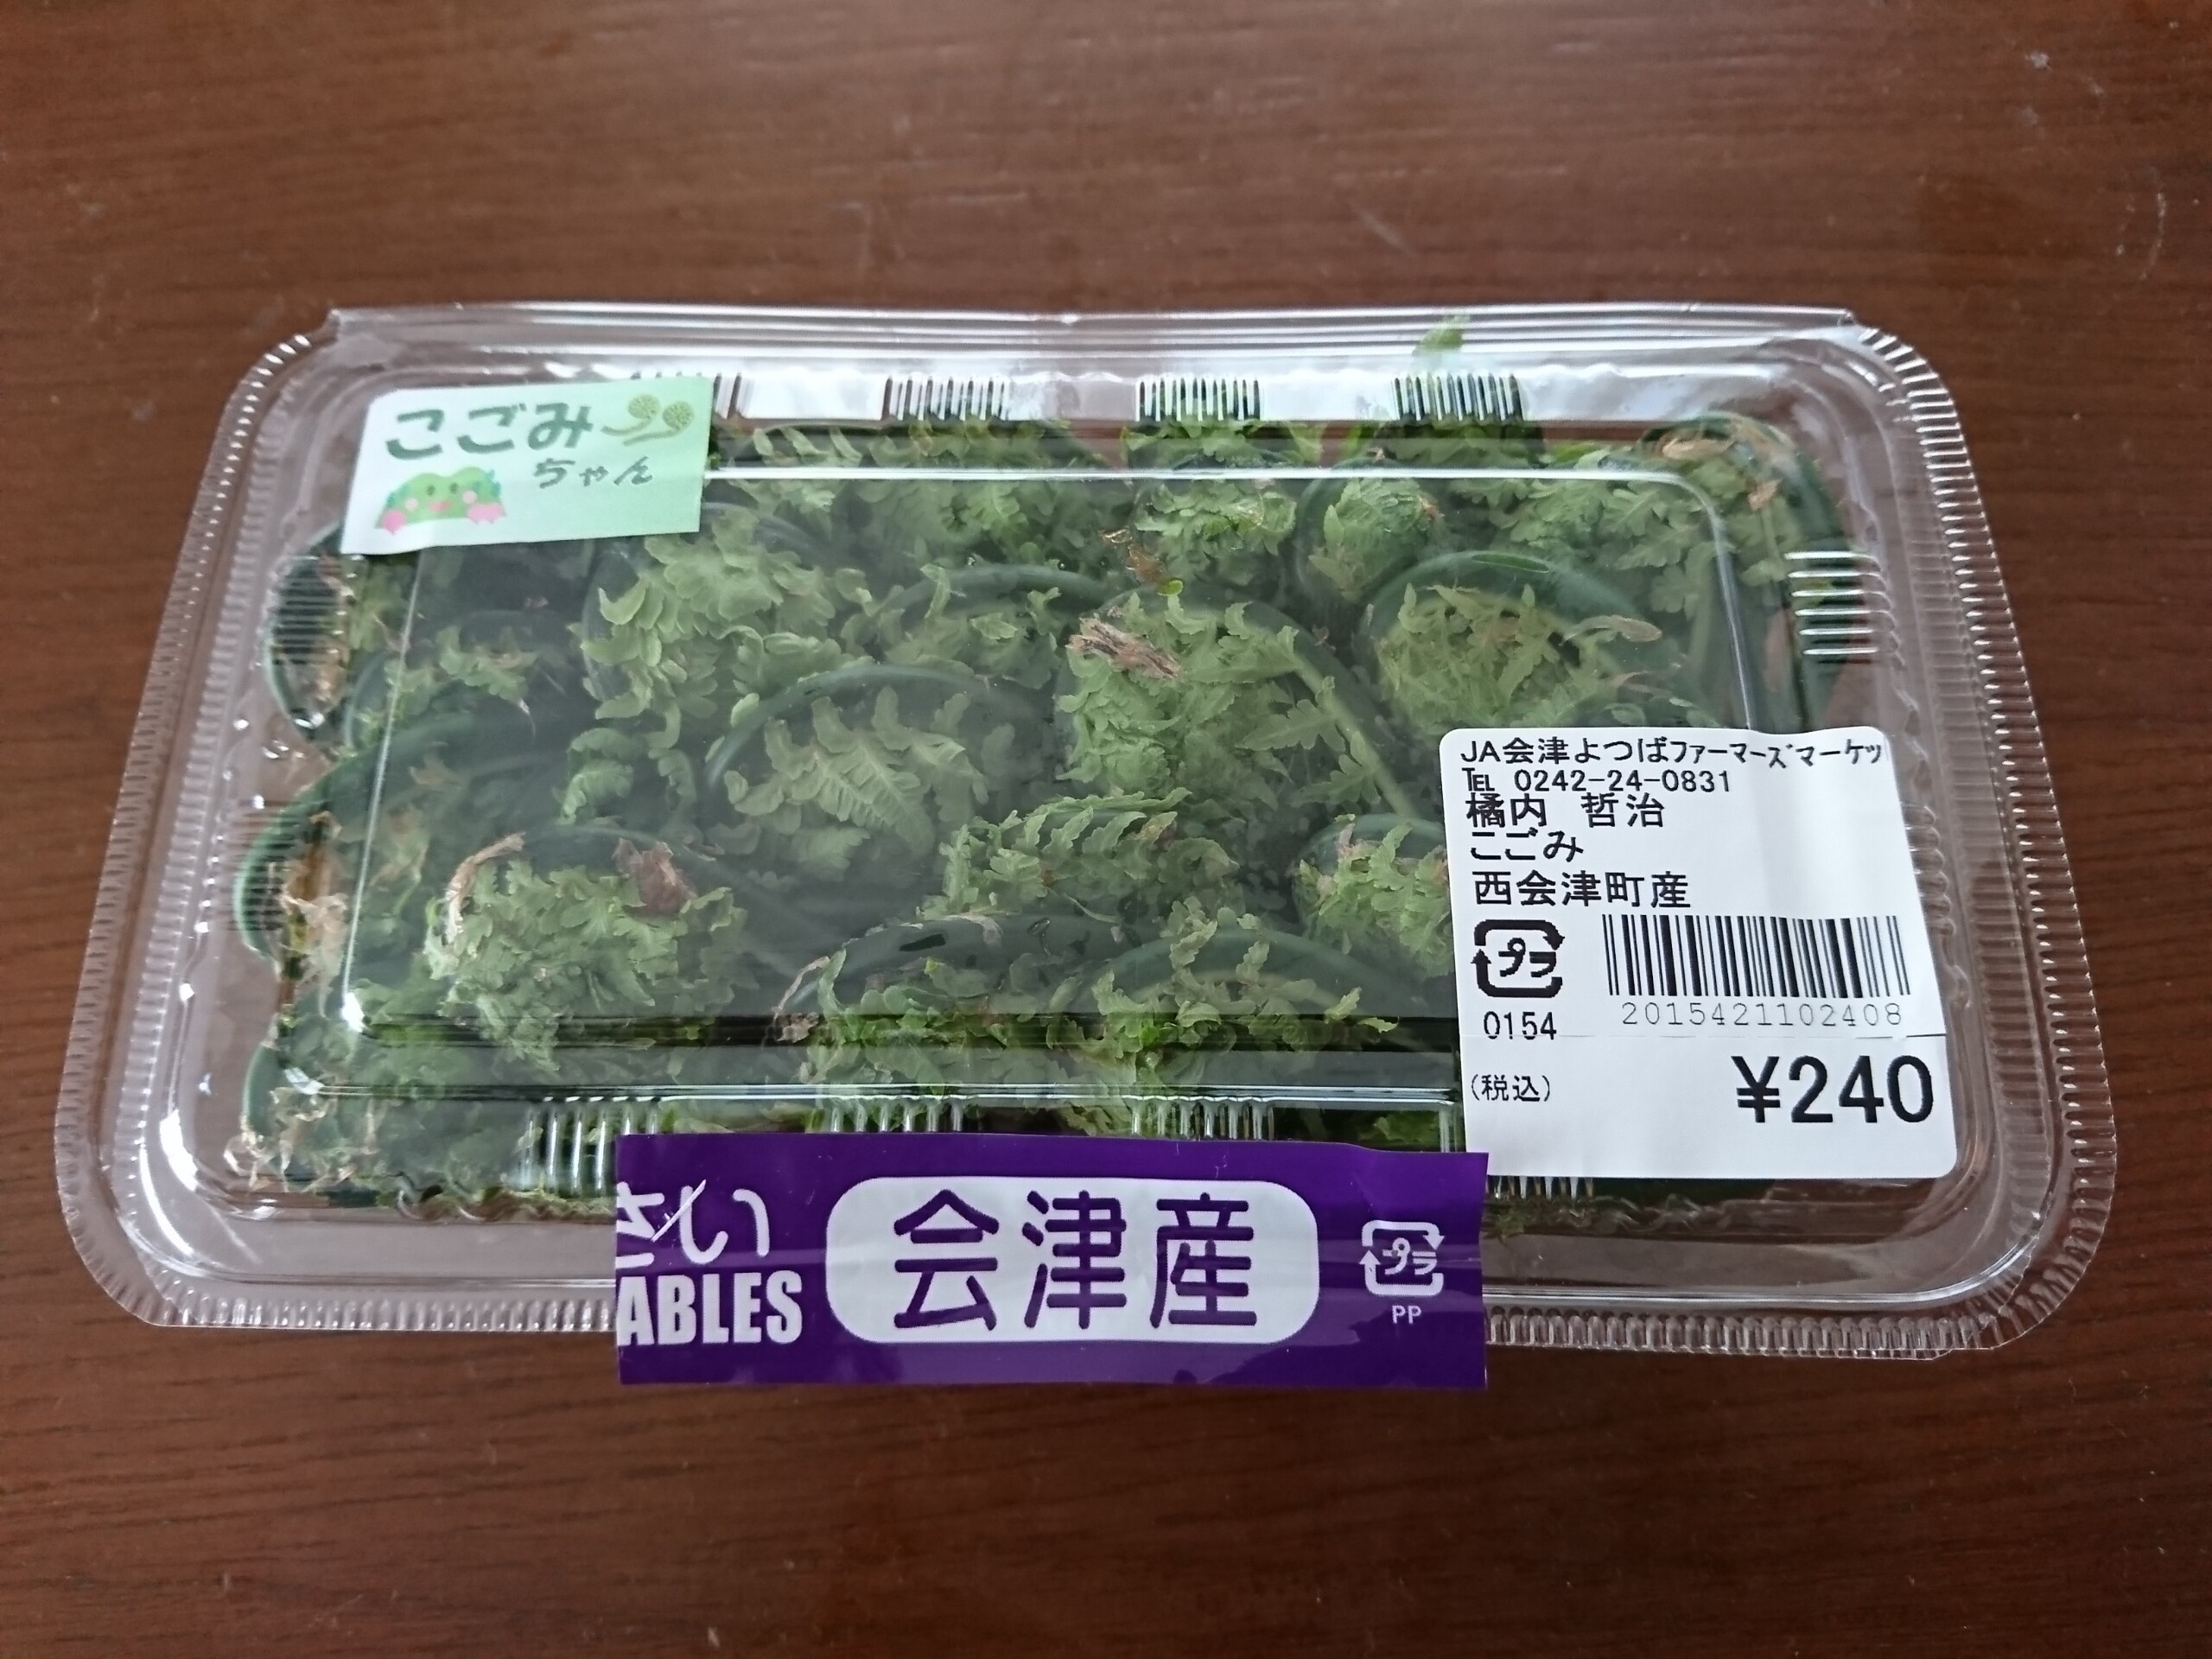 こごみ
ちゃん
JA会津よつばファーマーズマーケッ
TEL 0242-24-0831
橘内 哲治
こごみ
西会津町産
プラ
2015421102408
0154
(税込)
¥240
さい
ABLES
会津産
プラ
PP